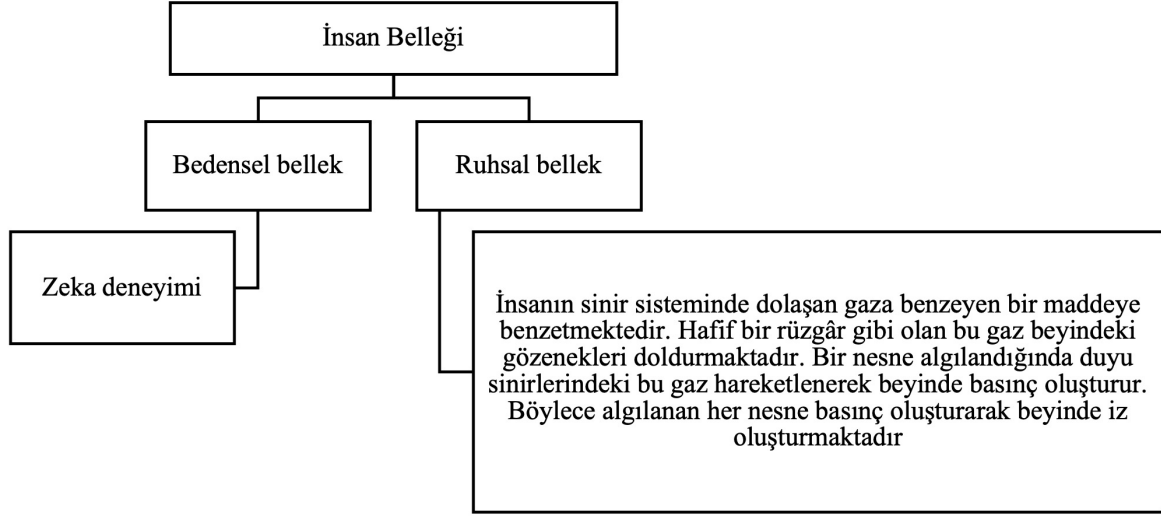 İnsan Belleği
Bedensel bellek
Ruhsal bellek
Zeka deneyimi
İnsanın sinir sisteminde dolaşan gaza benzeyen bir maddeye
benzetmektedir. Hafif bir rüzgâr gibi olan bu gaz beyindeki
gözenekleri doldurmaktadır. Bir nesne algılandığında duyu
sinirlerindeki bu gaz hareketlenerek beyinde basınç oluşturur.
Böylece algılanan her nesne basınç oluşturarak beyinde iz
oluşturmaktadır